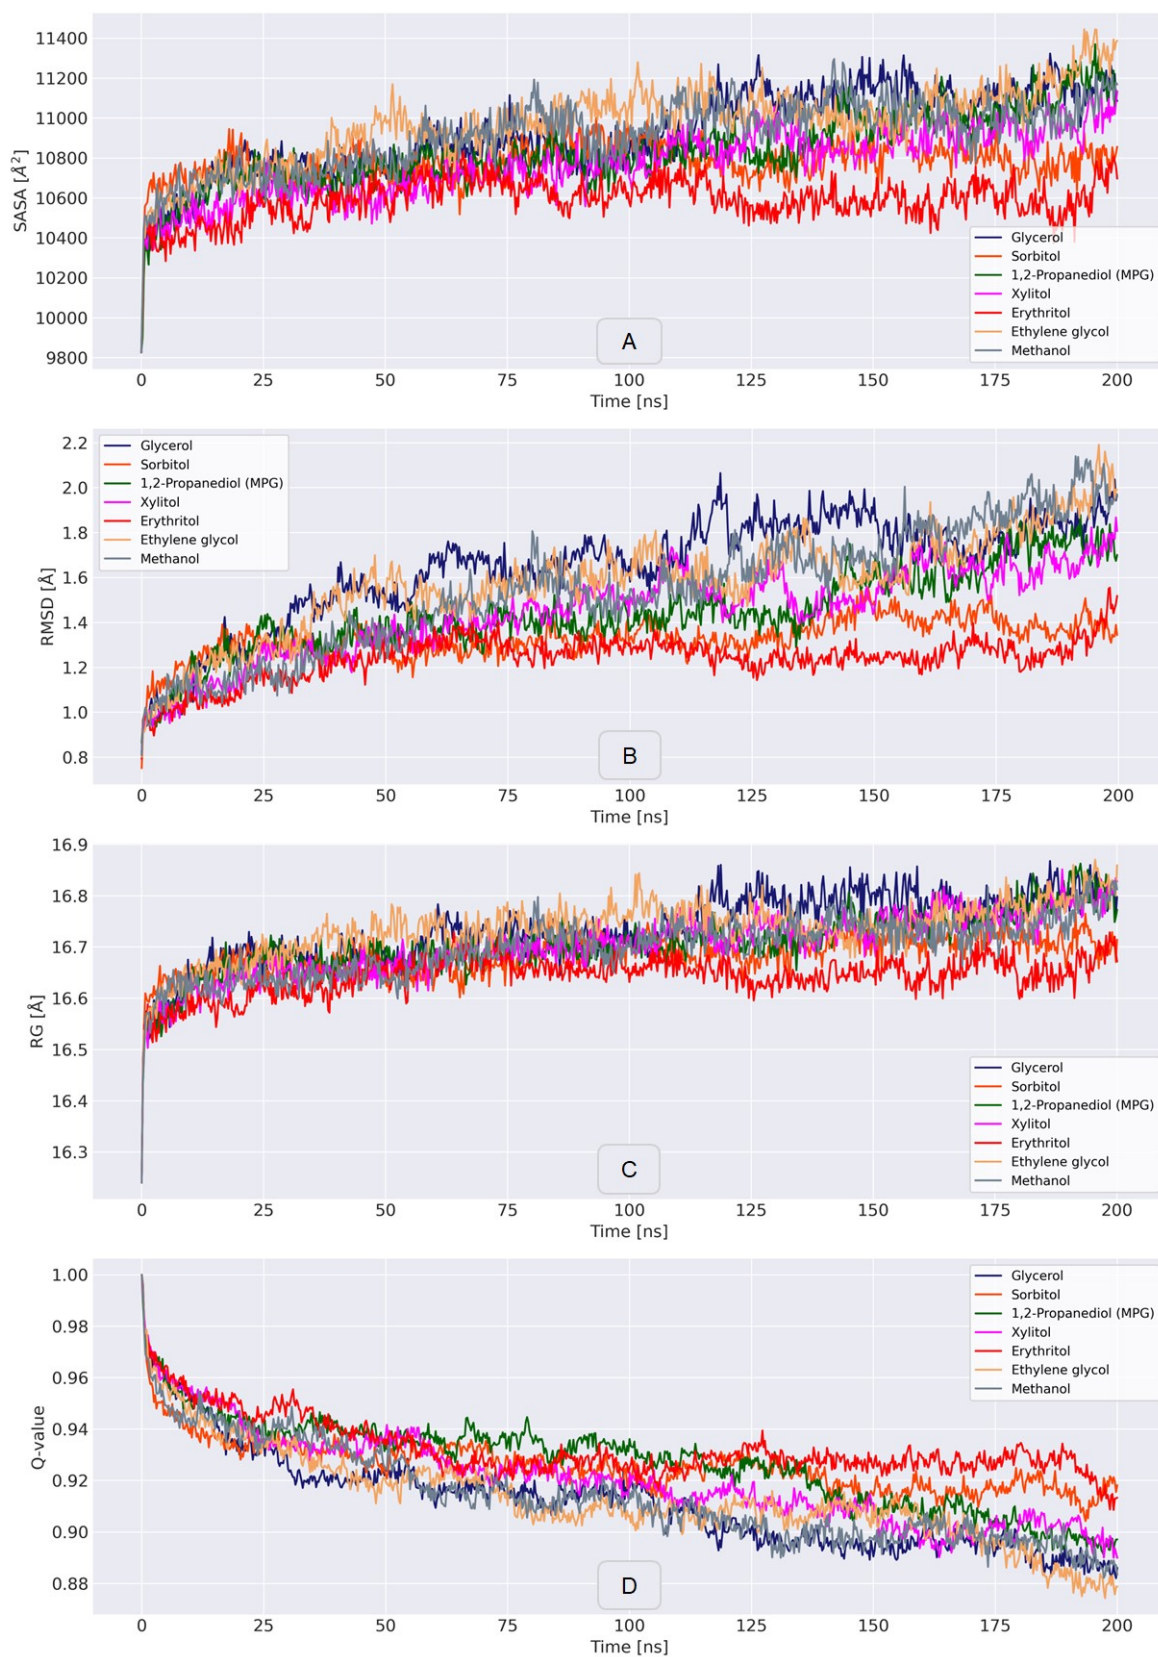 11400
11200
11000
10800
10600
10400
10200
10000
9800
SASA [Å²]
Glycerol
Sorbitol
1,2-Propanediol (MPG)
Xylitol
Erythritol
Ethylene glycol
Methanol
A
0 25 50 75 100 125 150 175 200
Time [ns]
2.2
2.0
1.8
1.6
1.4
1.2
1.0
0.8
RMSD [Å]
Glycerol
Sorbitol
1,2-Propanediol (MPG)
Xylitol
Erythritol
Ethylene glycol
Methanol
B
0 25 50 75 100 125 150 175 200
Time [ns]
16.9
16.8
16.7
16.6
16.5
16.4
16.3
RG [Å]
Glycerol
Sorbitol
1,2-Propanediol (MPG)
Xylitol
Erythritol
Ethylene glycol
Methanol
C
0 25 50 75 100 125 150 175 200
Time [ns]
1.00
0.98
0.96
0.94
0.92
0.90
0.88
Q-value
Glycerol
Sorbitol
1,2-Propanediol (MPG)
Xylitol
Erythritol
Ethylene glycol
Methanol
D
0 25 50 75 100 125 150 175 200
Time [ns]